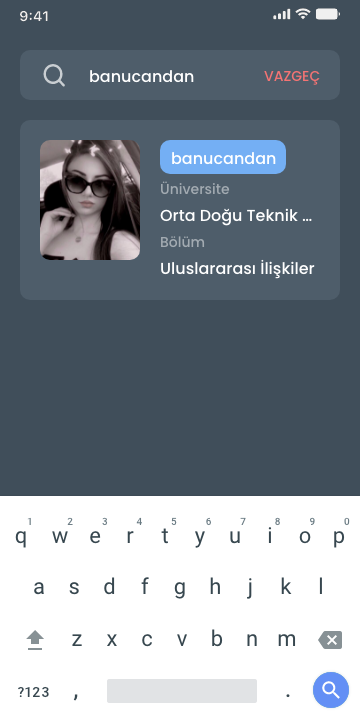 9:41
banucandan VAZGEÇ
banucandan
Üniversite
Orta Doğu Teknik ...
Bölüm
Uluslararası İlişkiler
1 2 3 4 5 6 7 8 9 0
q w e r t y u i o p
a s d f g h j k l
z x c v b n m
?123 , .